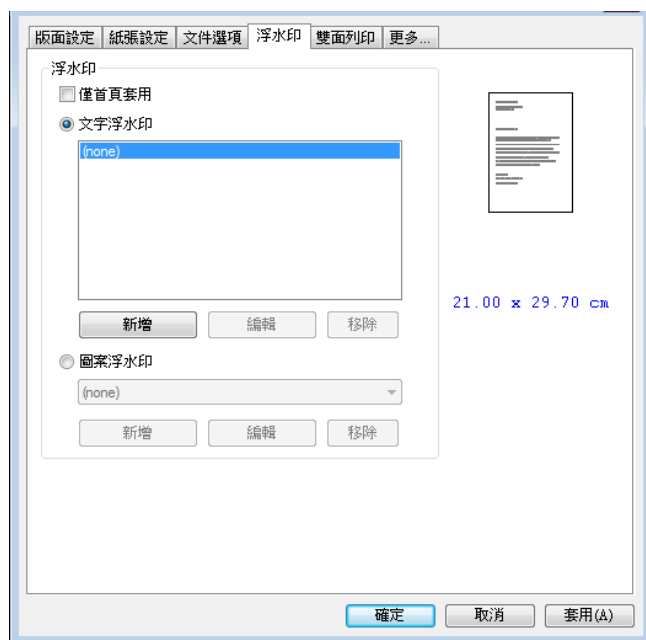 版面設定 紙張設定 文件選項 浮水印 雙面列印 更多...
浮水印
僅首頁套用
文字浮水印
(none)
新增 編輯 移除
圖案浮水印
(none)
新增 編輯 移除
21.00 x 29.70 cm
確定 取消 套用(A)